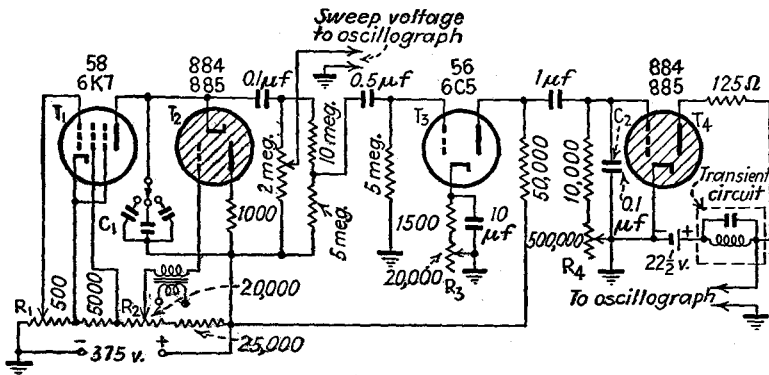 Sweep voltage
to oscillograph
58
6K7
884
885
0.1μf
0.5μf
56
6C5
1μf
884
885
125Ω
T₁
T₂
T₃
C₂
T₄
2 meg.
10 meg.
5 meg.
5 meg.
50,000
10,000
0.1
μf
Transient
circuit
C₁
1000
1500
10
μf
20,000
R₃
500,000
R₄
22½ v.
R₁
500
5000
R₂
20,000
25,000
375 v.
To oscillograph